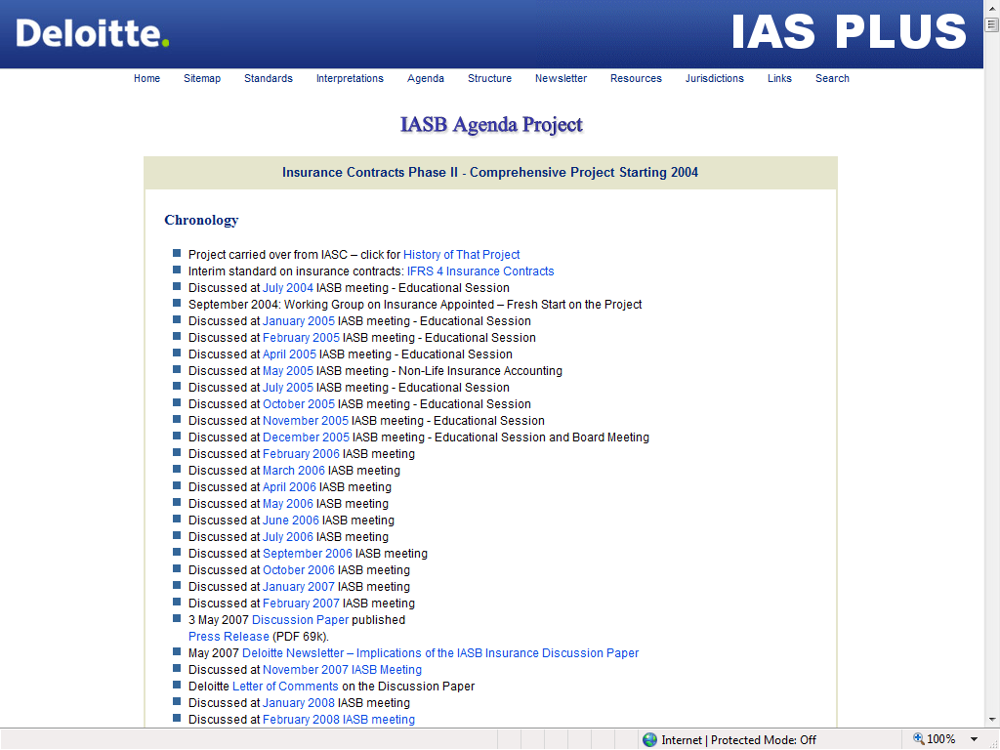 Deloitte.
IAS PLUS
Home Sitemap Standards Interpretations Agenda Structure Newsletter Resources Jurisdictions Links Search
IASB Agenda Project
Insurance Contracts Phase II - Comprehensive Project Starting 2004
Chronology
Project carried over from IASC – click for History of That Project
Interim standard on insurance contracts: IFRS 4 Insurance Contracts
Discussed at July 2004 IASB meeting - Educational Session
September 2004: Working Group on Insurance Appointed – Fresh Start on the Project
Discussed at January 2005 IASB meeting - Educational Session
Discussed at February 2005 IASB meeting - Educational Session
Discussed at April 2005 IASB meeting - Educational Session
Discussed at May 2005 IASB meeting - Non-Life Insurance Accounting
Discussed at July 2005 IASB meeting - Educational Session
Discussed at October 2005 IASB meeting - Educational Session
Discussed at November 2005 IASB meeting - Educational Session
Discussed at December 2005 IASB meeting - Educational Session and Board Meeting
Discussed at February 2006 IASB meeting
Discussed at March 2006 IASB meeting
Discussed at April 2006 IASB meeting
Discussed at May 2006 IASB meeting
Discussed at June 2006 IASB meeting
Discussed at July 2006 IASB meeting
Discussed at September 2006 IASB meeting
Discussed at October 2006 IASB meeting
Discussed at January 2007 IASB meeting
Discussed at February 2007 IASB meeting
3 May 2007 Discussion Paper published
Press Release (PDF 69k).
May 2007 Deloitte Newsletter – Implications of the IASB Insurance Discussion Paper
Discussed at November 2007 IASB Meeting
Deloitte Letter of Comments on the Discussion Paper
Discussed at January 2008 IASB meeting
Discussed at February 2008 IASB meeting
Internet | Protected Mode: Off
100%